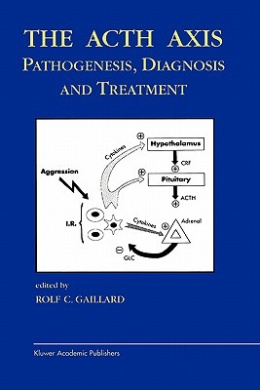 THE ACTH AXIS
PATHOGENESIS, DIAGNOSIS
AND TREATMENT
Cytokines
+
Hypothalamus
CRF
+
Pituitary
ACTH
Aggression
I.R.
Cytokines
+
Adrenal
+
GLC
edited by
ROLF C. GAILLARD
Kluwer Academic Publishers